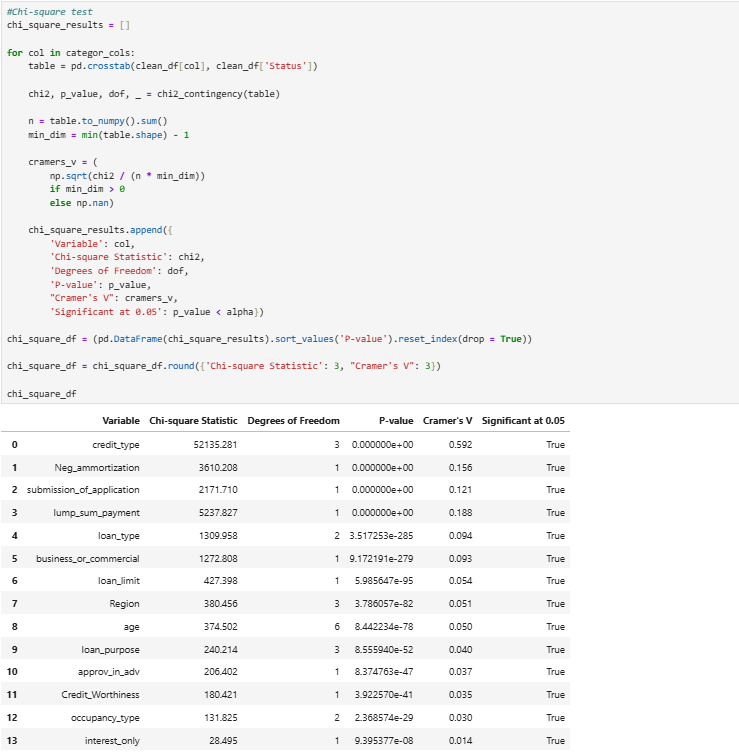 #Chi-square test
chi_square_results = []
for col in categor_cols:
    table = pd.crosstab(clean_df[col], clean_df['Status'])
    chi2, p_value, dof, _ = chi2_contingency(table)
    n = table.to_numpy().sum()
    min_dim = min(table.shape) - 1
    cramers_v = (
        np.sqrt(chi2 / (n * min_dim))
        if min_dim > 0
        else np.nan)
    chi_square_results.append({
        'Variable': col,
        'Chi-square Statistic': chi2,
        'Degrees of Freedom': dof,
        'P-value': p_value,
        "Cramer's V": cramers_v,
        'Significant at 0.05': p_value < alpha})
chi_square_df = (pd.DataFrame(chi_square_results).sort_values('P-value').reset_index(drop = True))
chi_square_df = chi_square_df.round({'Chi-square Statistic': 3, "Cramer's V": 3})
chi_square_df
Variable Chi-square Statistic Degrees of Freedom P-value Cramer's V Significant at 0.05
0 credit_type 52135.281 3 0.000000e+00 0.592 True
1 Neg_ammortization 3610.208 1 0.000000e+00 0.156 True
2 submission_of_application 2171.710 1 0.000000e+00 0.121 True
3 lump_sum_payment 5237.827 1 0.000000e+00 0.188 True
4 loan_type 1309.958 2 3.517253e-285 0.094 True
5 business_or_commercial 1272.808 1 9.172191e-279 0.093 True
6 loan_limit 427.398 1 5.985647e-95 0.054 True
7 Region 380.456 3 3.786057e-82 0.051 True
8 age 374.502 6 8.442234e-78 0.050 True
9 loan_purpose 240.214 3 8.555940e-52 0.040 True
10 approv_in_adv 206.402 1 8.374763e-47 0.037 True
11 Credit_Worthiness 180.421 1 3.922570e-41 0.035 True
12 occupancy_type 131.825 2 2.368574e-29 0.030 True
13 interest_only 28.495 1 9.395377e-08 0.014 True